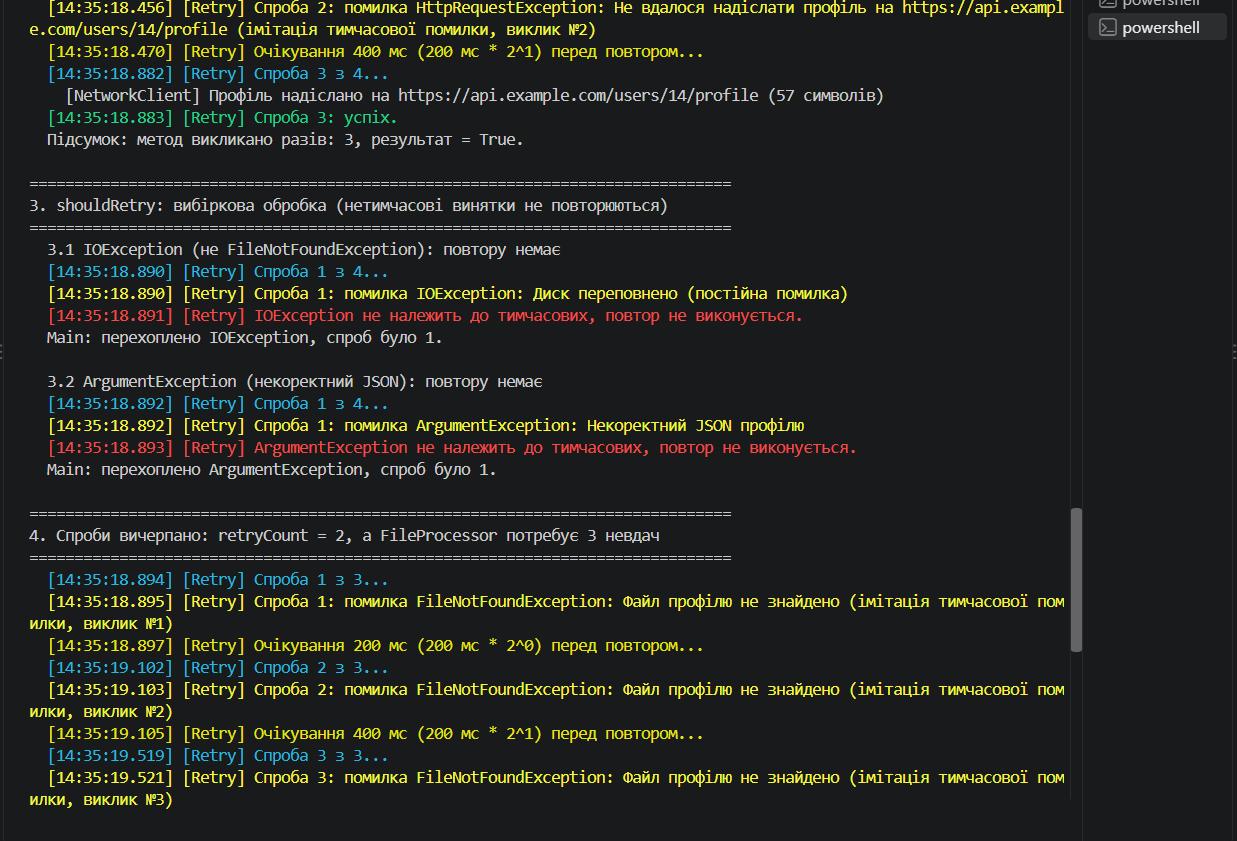 [14:35:18.456] [Retry] Спроба 2: помилка HttpRequestException: Не вдалося надіслати профіль на https://api.exampl
e.com/users/14/profile (імітація тимчасової помилки, виклик №2)
[14:35:18.470] [Retry] Очікування 400 мс (200 мс * 2^1) перед повтором...
[14:35:18.882] [Retry] Спроба 3 з 4...
[NetworkClient] Профіль надіслано на https://api.example.com/users/14/profile (57 символів)
[14:35:18.883] [Retry] Спроба 3: успіх.
Підсумок: метод викликано разів: 3, результат = True.
==============================================================================
3. shouldRetry: вибіркова обробка (нетимчасові винятки не повторюються)
==============================================================================
3.1 IOException (не FileNotFoundException): повтору немає
[14:35:18.890] [Retry] Спроба 1 з 4...
[14:35:18.890] [Retry] Спроба 1: помилка IOException: Диск переповнено (постійна помилка)
[14:35:18.891] [Retry] IOException не належить до тимчасових, повтор не виконується.
Main: перехоплено IOException, спроб було 1.
3.2 ArgumentException (некоректний JSON): повтору немає
[14:35:18.892] [Retry] Спроба 1 з 4...
[14:35:18.892] [Retry] Спроба 1: помилка ArgumentException: Некоректний JSON профілю
[14:35:18.893] [Retry] ArgumentException не належить до тимчасових, повтор не виконується.
Main: перехоплено ArgumentException, спроб було 1.
==============================================================================
4. Спроби вичерпано: retryCount = 2, а FileProcessor потребує 3 невдач
==============================================================================
[14:35:18.894] [Retry] Спроба 1 з 3...
[14:35:18.895] [Retry] Спроба 1: помилка FileNotFoundException: Файл профілю не знайдено (імітація тимчасової пом
илки, виклик №1)
[14:35:18.897] [Retry] Очікування 200 мс (200 мс * 2^0) перед повтором...
[14:35:19.102] [Retry] Спроба 2 з 3...
[14:35:19.103] [Retry] Спроба 2: помилка FileNotFoundException: Файл профілю не знайдено (імітація тимчасової пом
илки, виклик №2)
[14:35:19.105] [Retry] Очікування 400 мс (200 мс * 2^1) перед повтором...
[14:35:19.519] [Retry] Спроба 3 з 3...
[14:35:19.521] [Retry] Спроба 3: помилка FileNotFoundException: Файл профілю не знайдено (імітація тимчасової пом
илки, виклик №3)
powershell
powershell